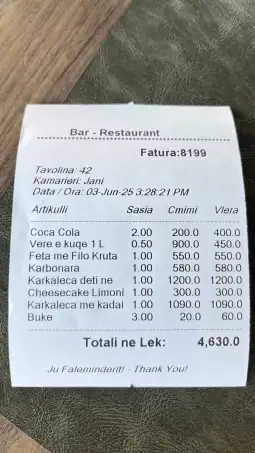 Bar - Restaurant
Fatura:8199
Tavolina: 42
Kamarieri: Jani
Data / Ora: 03-Jun-25 3:28:21 PM
Artikulli Sasia Cmimi Vlera
Coca Cola 2.00 200.0 400.0
Vere e kuqe 1 L 0.50 900.0 450.0
Feta me Filo Kruta 1.00 550.0 550.0
Karbonara 1.00 580.0 580.0
Karkaleca deti ne 1.00 1200.0 1200.0
Cheesecake Limoni 1.00 300.0 300.0
Karkaleca me kadai 1.00 1090.0 1090.0
Buke 3.00 20.0 60.0
Totali ne Lek: 4,630.0
Ju Faleminderit! - Thank You!